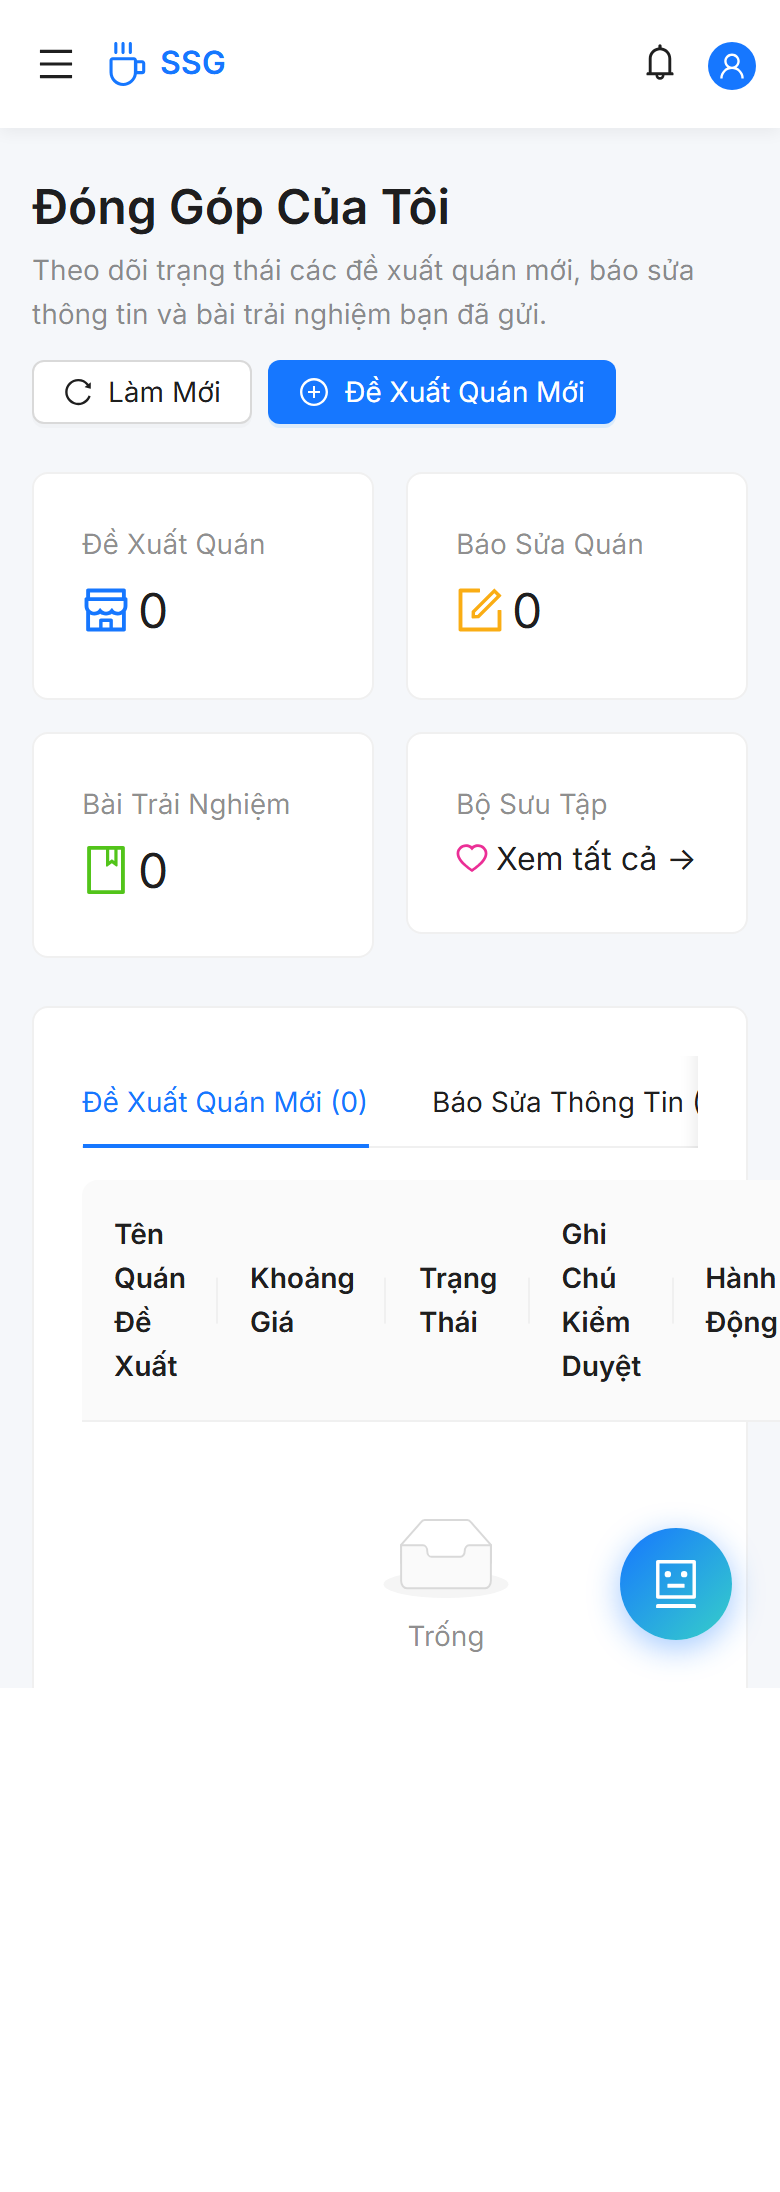 SSG
Đóng Góp Của Tôi
Theo dõi trạng thái các đề xuất quán mới, báo sửa
thông tin và bài trải nghiệm bạn đã gửi.
Làm Mới
Đề Xuất Quán Mới
Đề Xuất Quán
Báo Sửa Quán
0
0
Bài Trải Nghiệm
Bộ Sưu Tập
0
Xem tất cả →
Đề Xuất Quán Mới (0)
Báo Sửa Thông Tin (
Tên
Quán
Đề
Xuất
Khoảng
Giá
Trạng
Thái
Ghi
Chú
Kiểm
Duyệt
Hành
Động
Trống